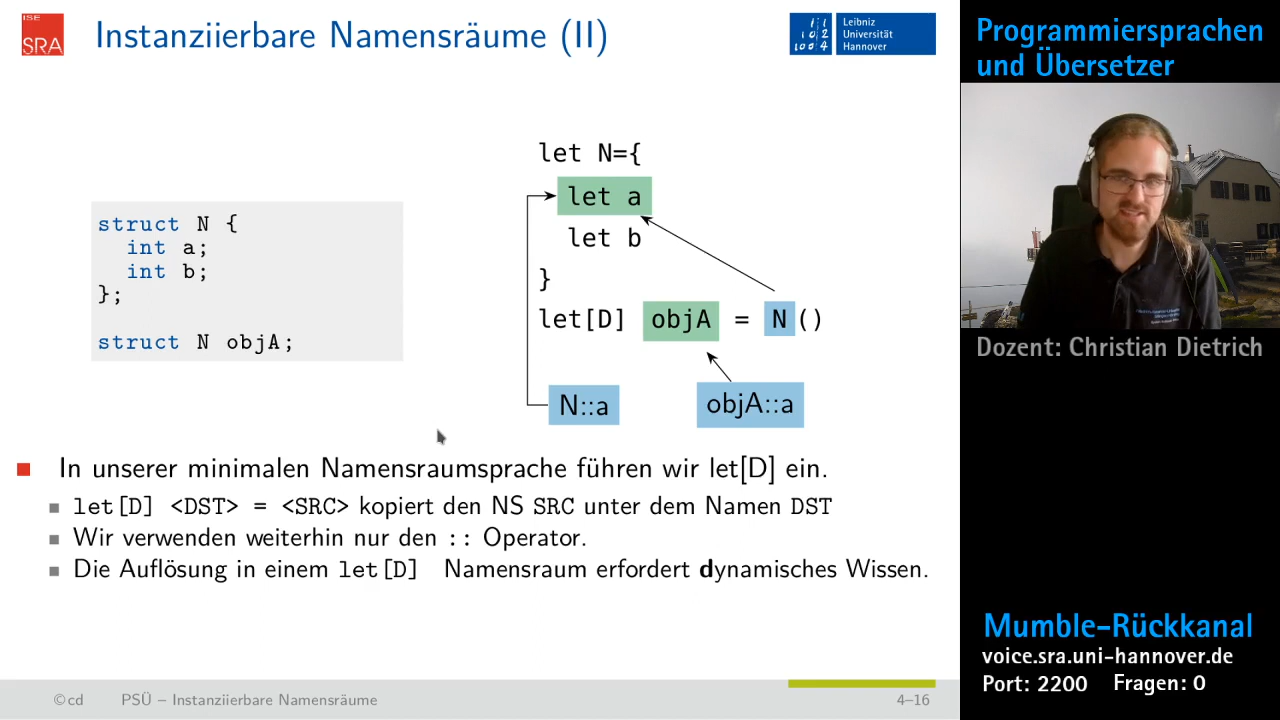 ISE
SRA
Instanziierbare Namensräume (II)
Leibniz
Universität
Hannover
struct N {
int a;
int b;
};
struct N objA;
let N={
let a
let b
}
let[D] objA = N()
N::a
objA::a
In unserer minimalen Namensraumsprache führen wir let[D] ein.
let[D] <DST> = <SRC> kopiert den NS SRC unter dem Namen DST
Wir verwenden weiterhin nur den :: Operator.
Die Auflösung in einem let[D] Namensraum erfordert dynamisches Wissen.
©cd PSÜ – Instanziierbare Namensräume 4–16
Programmiersprachen
und Übersetzer
Dozent: Christian Dietrich
Mumble-Rückkanal
voice.sra.uni-hannover.de
Port: 2200 Fragen: 0